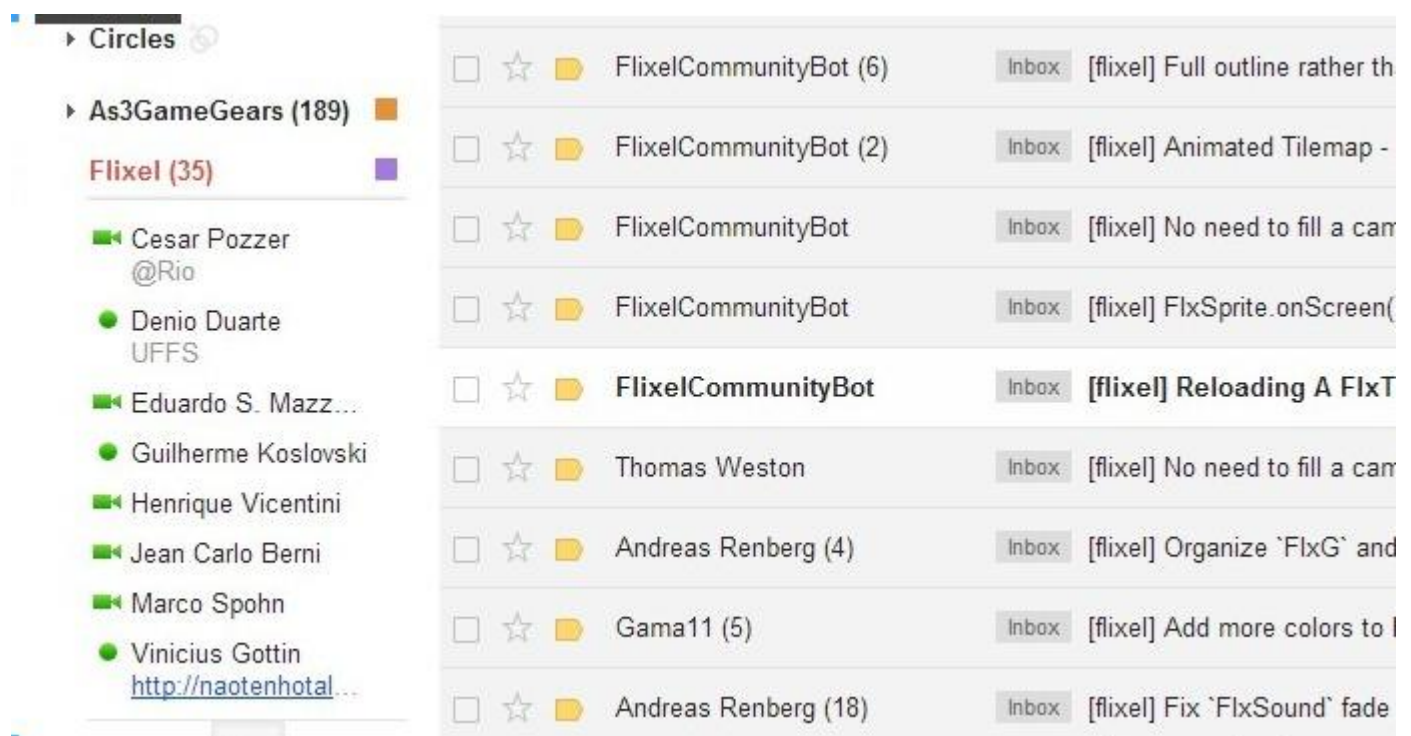 Circles
As3GameGears (189)
Flixel (35)
Cesar Pozzer
@Rio
Denio Duarte
UFFS
Eduardo S. Mazz...
Guilherme Koslovski
Henrique Vicentini
Jean Carlo Berni
Marco Spohn
Vinicius Gottin
http://naotenhotal...
FlixelCommunityBot (6) Inbox [flixel] Full outline rather th
FlixelCommunityBot (2) Inbox [flixel] Animated Tilemap -
FlixelCommunityBot Inbox [flixel] No need to fill a cam
FlixelCommunityBot Inbox [flixel] FlxSprite.onScreen(
FlixelCommunityBot Inbox [flixel] Reloading A FlxT
Thomas Weston Inbox [flixel] No need to fill a cam
Andreas Renberg (4) Inbox [flixel] Organize `FlxG` and
Gama11 (5) Inbox [flixel] Add more colors to
Andreas Renberg (18) Inbox [flixel] Fix `FlxSound` fade